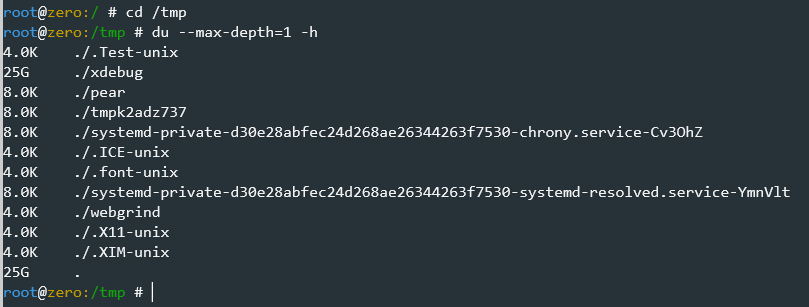 root@zero:/ # cd /tmp
root@zero:/tmp # du --max-depth=1 -h
4.0K ./.Test-unix
25G ./xdebug
8.0K ./pear
8.0K ./tmpk2adz737
8.0K ./systemd-private-d30e28abfec24d268ae26344263f7530-chrony.service-Cv3OhZ
4.0K ./.ICE-unix
4.0K ./.font-unix
8.0K ./systemd-private-d30e28abfec24d268ae26344263f7530-systemd-resolved.service-YmnVlt
4.0K ./webgrind
4.0K ./.X11-unix
4.0K ./.XIM-unix
25G .
root@zero:/tmp #